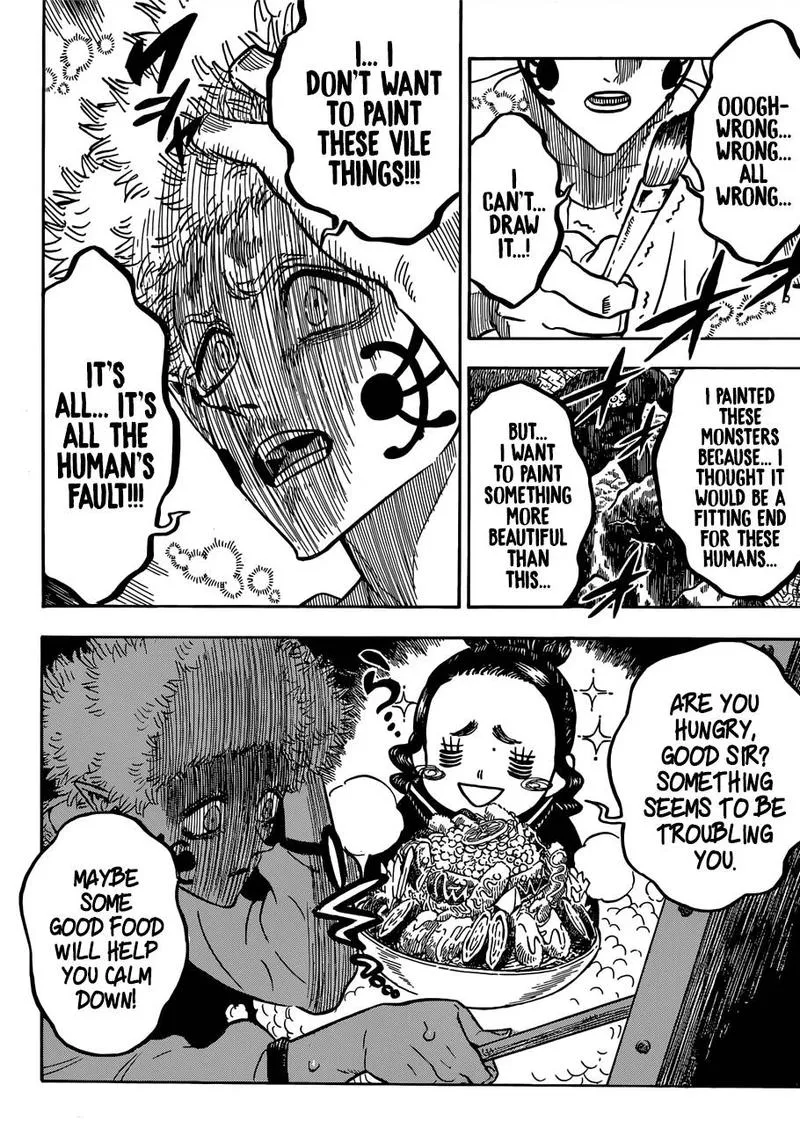 OOOGH-
WRONG...
WRONG...
ALL
WRONG...
I
CAN'T...
DRAW
IT...!
I... I
DON'T WANT
TO PAINT
THESE VILE
THINGS!!!
IT'S
ALL... IT'S
ALL THE
HUMAN'S
FAULT!!!
I PAINTED
THESE
MONSTERS
BECAUSE... I
THOUGHT IT
WOULD BE A
FITTING END
FOR THESE
HUMANS...
BUT...
I WANT
TO PAINT
SOMETHING
MORE
BEAUTIFUL
THAN
THIS...
ARE YOU
HUNGRY,
GOOD SIR?
SOMETHING
SEEMS TO BE
TROUBLING
YOU.
MAYBE
SOME
GOOD FOOD
WILL HELP
YOU CALM
DOWN!